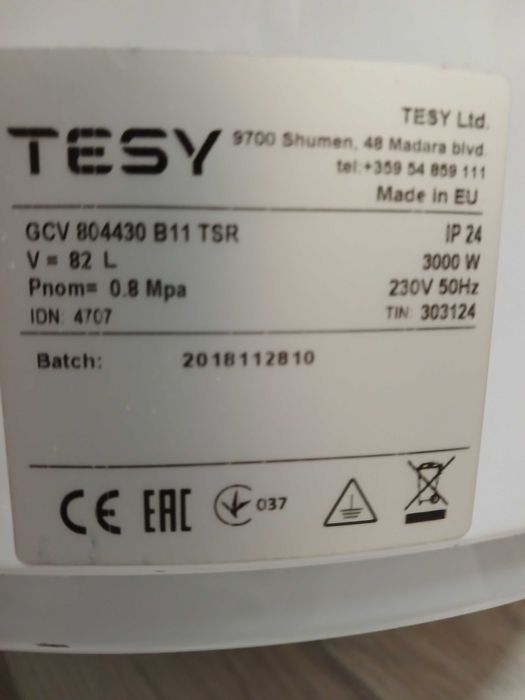 TESY
TESY Ltd.
9700 Shumen, 48 Madara blvd
tel:+359 54 859 111
Made in EU
GCV 804430 B11 TSR
IP 24
V = 82 L
3000 W
Pnom= 0.8 Mpa
230V 50Hz
IDN: 4707
TIN: 303124
Batch: 2018112810
CE EAC 037